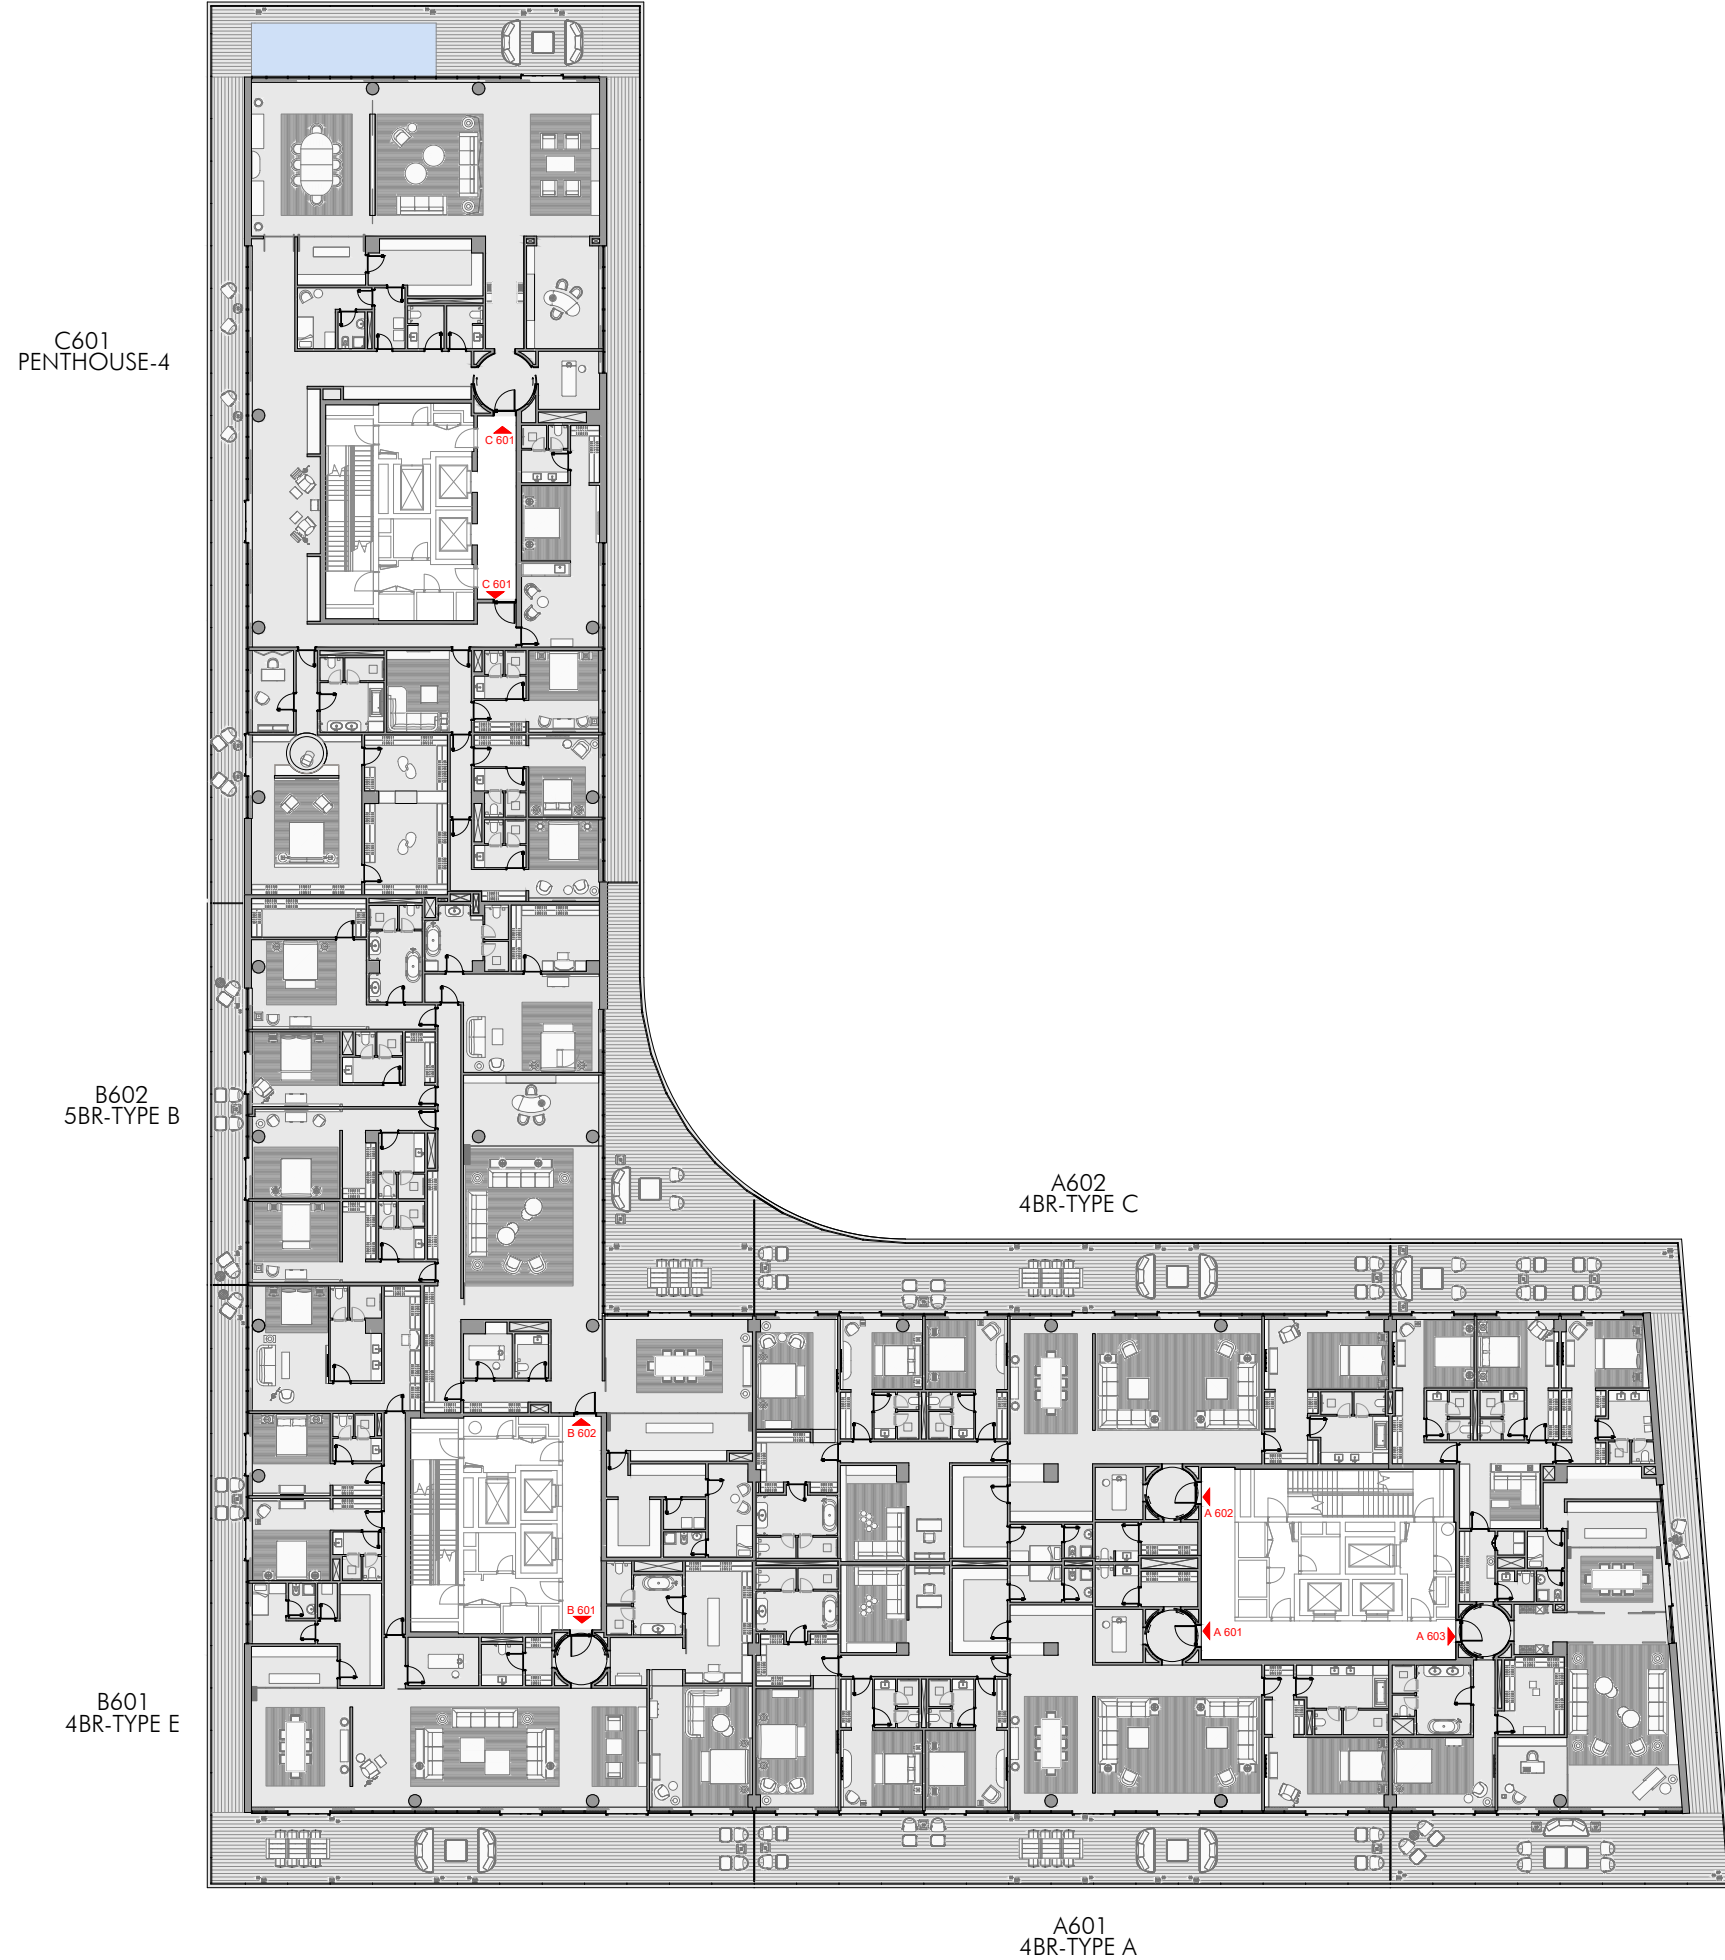 C601
PENTHOUSE-4
C 601
C 601
B602
5BR-TYPE B
A602
4BR-TYPE C
B 602
A 602
B 601
A 601
A 603
B601
4BR-TYPE E
A601
4BR-TYPE A